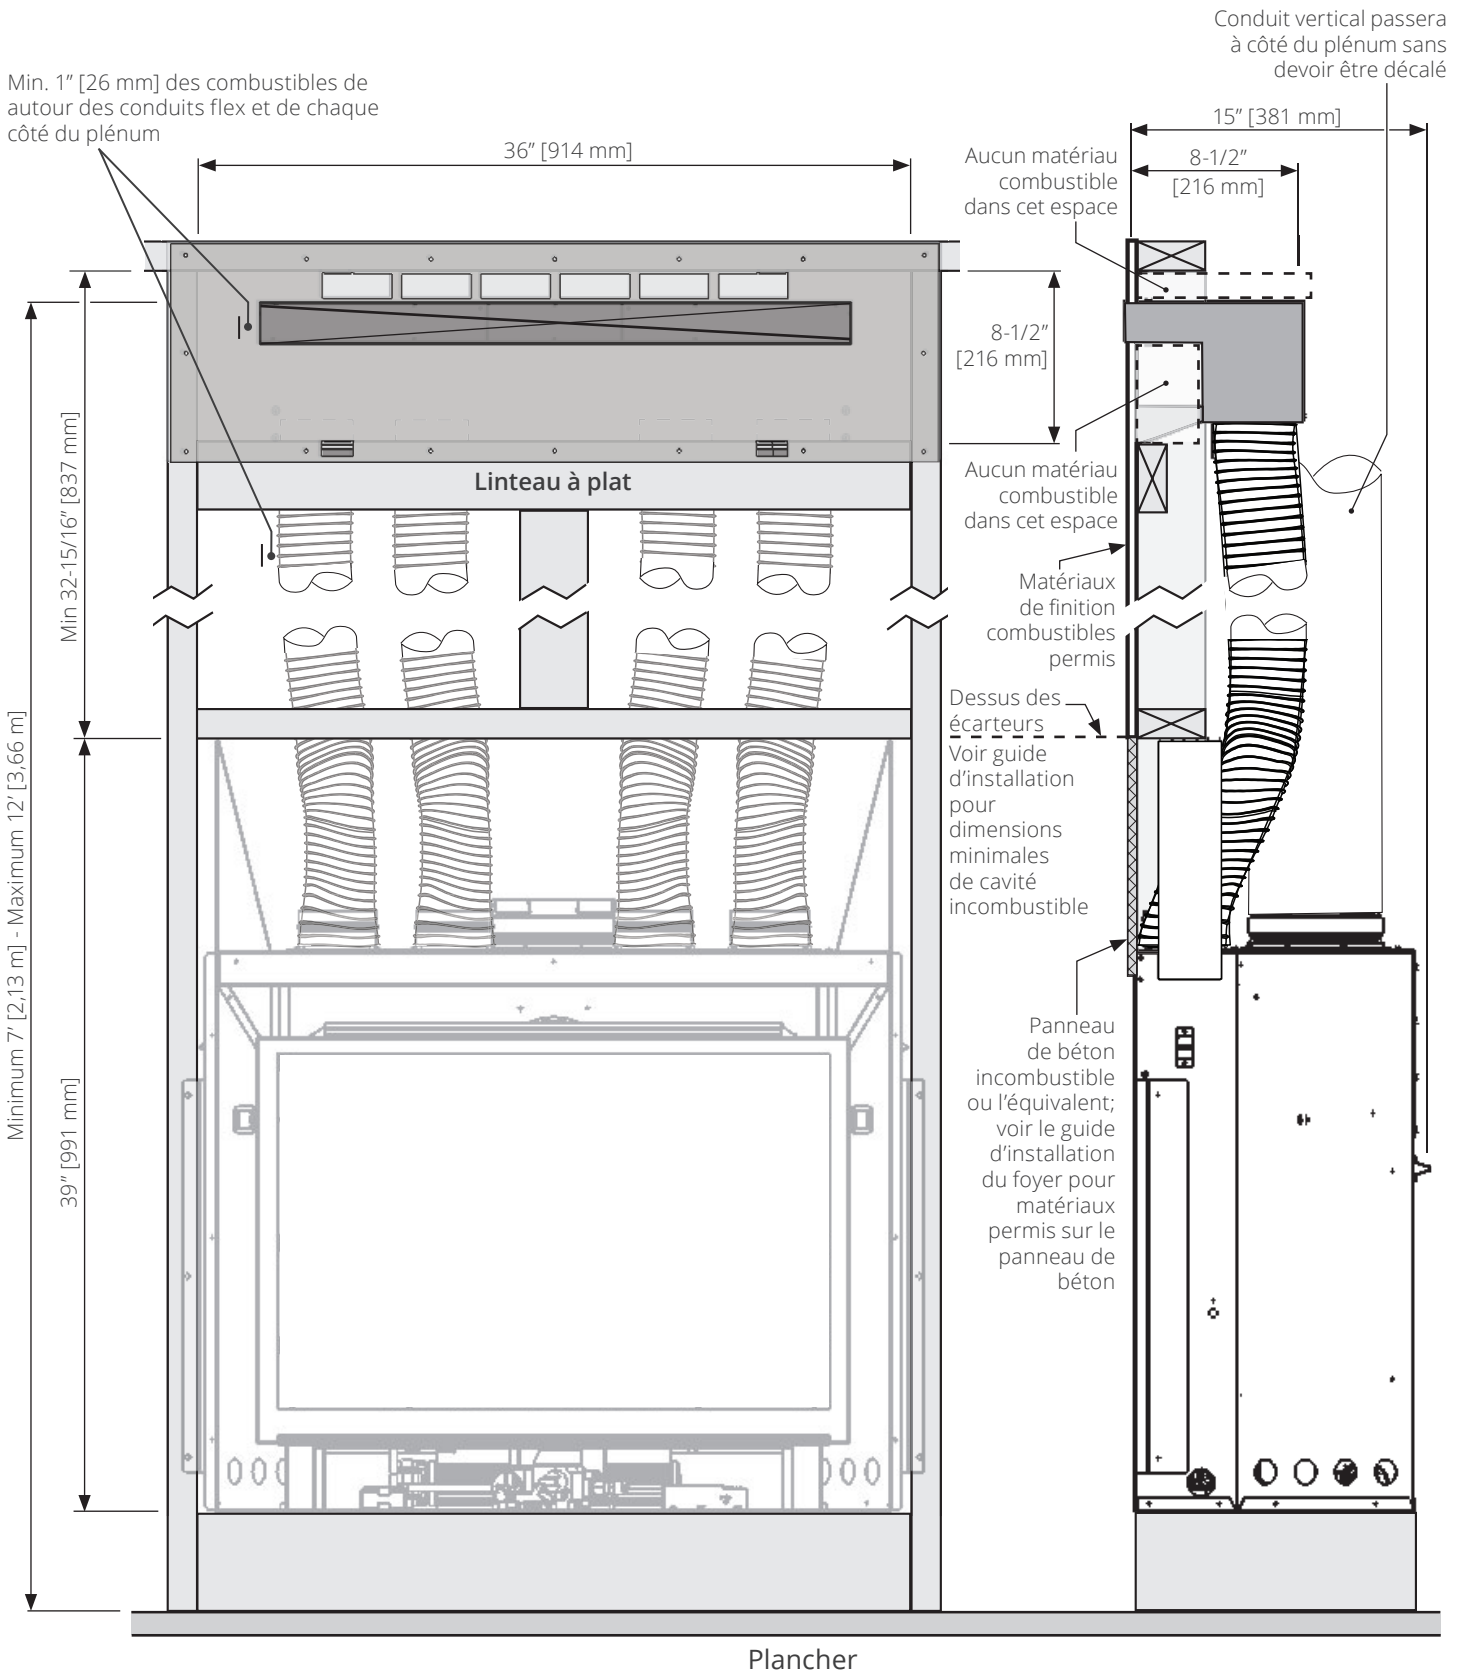 Conduit vertical passera
à côté du plénum sans
devoir être décalé
Min. 1” [26 mm] des combustibles de
autour des conduits flex et de chaque
côté du plénum
36” [914 mm]
15” [381 mm]
8-1/2”
[216 mm]
Aucun matériau
combustible
dans cet espace
8-1/2”
[216 mm]
Aucun matériau
combustible
dans cet espace
Linteau à plat
Min 32-15/16” [837 mm]
Matériaux
de finition
combustibles
permis
Dessus des
écarteurs
Voir guide
d’installation
pour
dimensions
minimales
de cavité
incombustible
Minimum 7’ [2,13 m] - Maximum 12’ [3,66 m]
39” [991 mm]
Panneau
de béton
incombustible
ou l’équivalent;
voir le guide
d’installation
du foyer pour
matériaux
permis sur le
panneau de
béton
Plancher